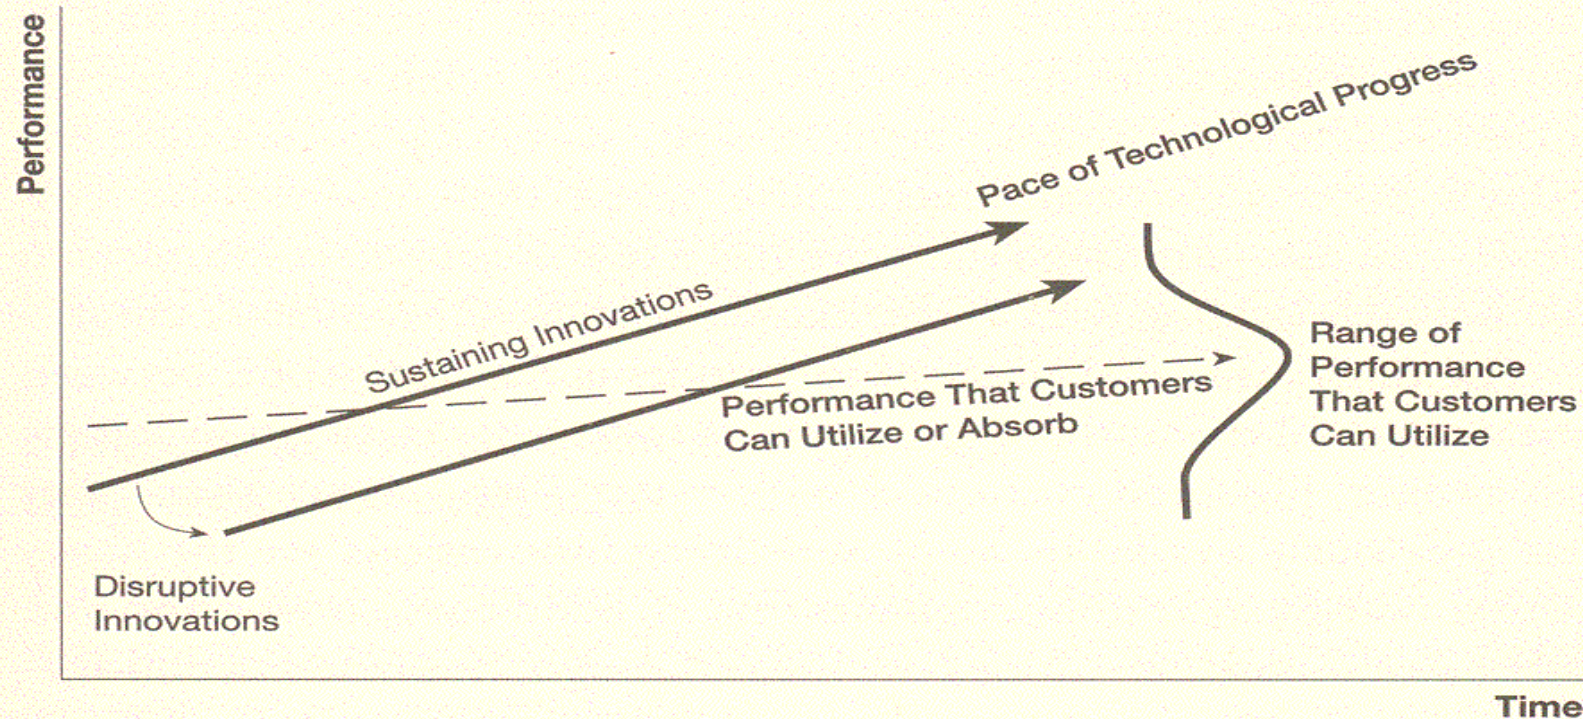 Performance
Pace of Technological Progress
Sustaining Innovations
Performance That Customers
Can Utilize or Absorb
Range of
Performance
That Customers
Can Utilize
Disruptive
Innovations
Time